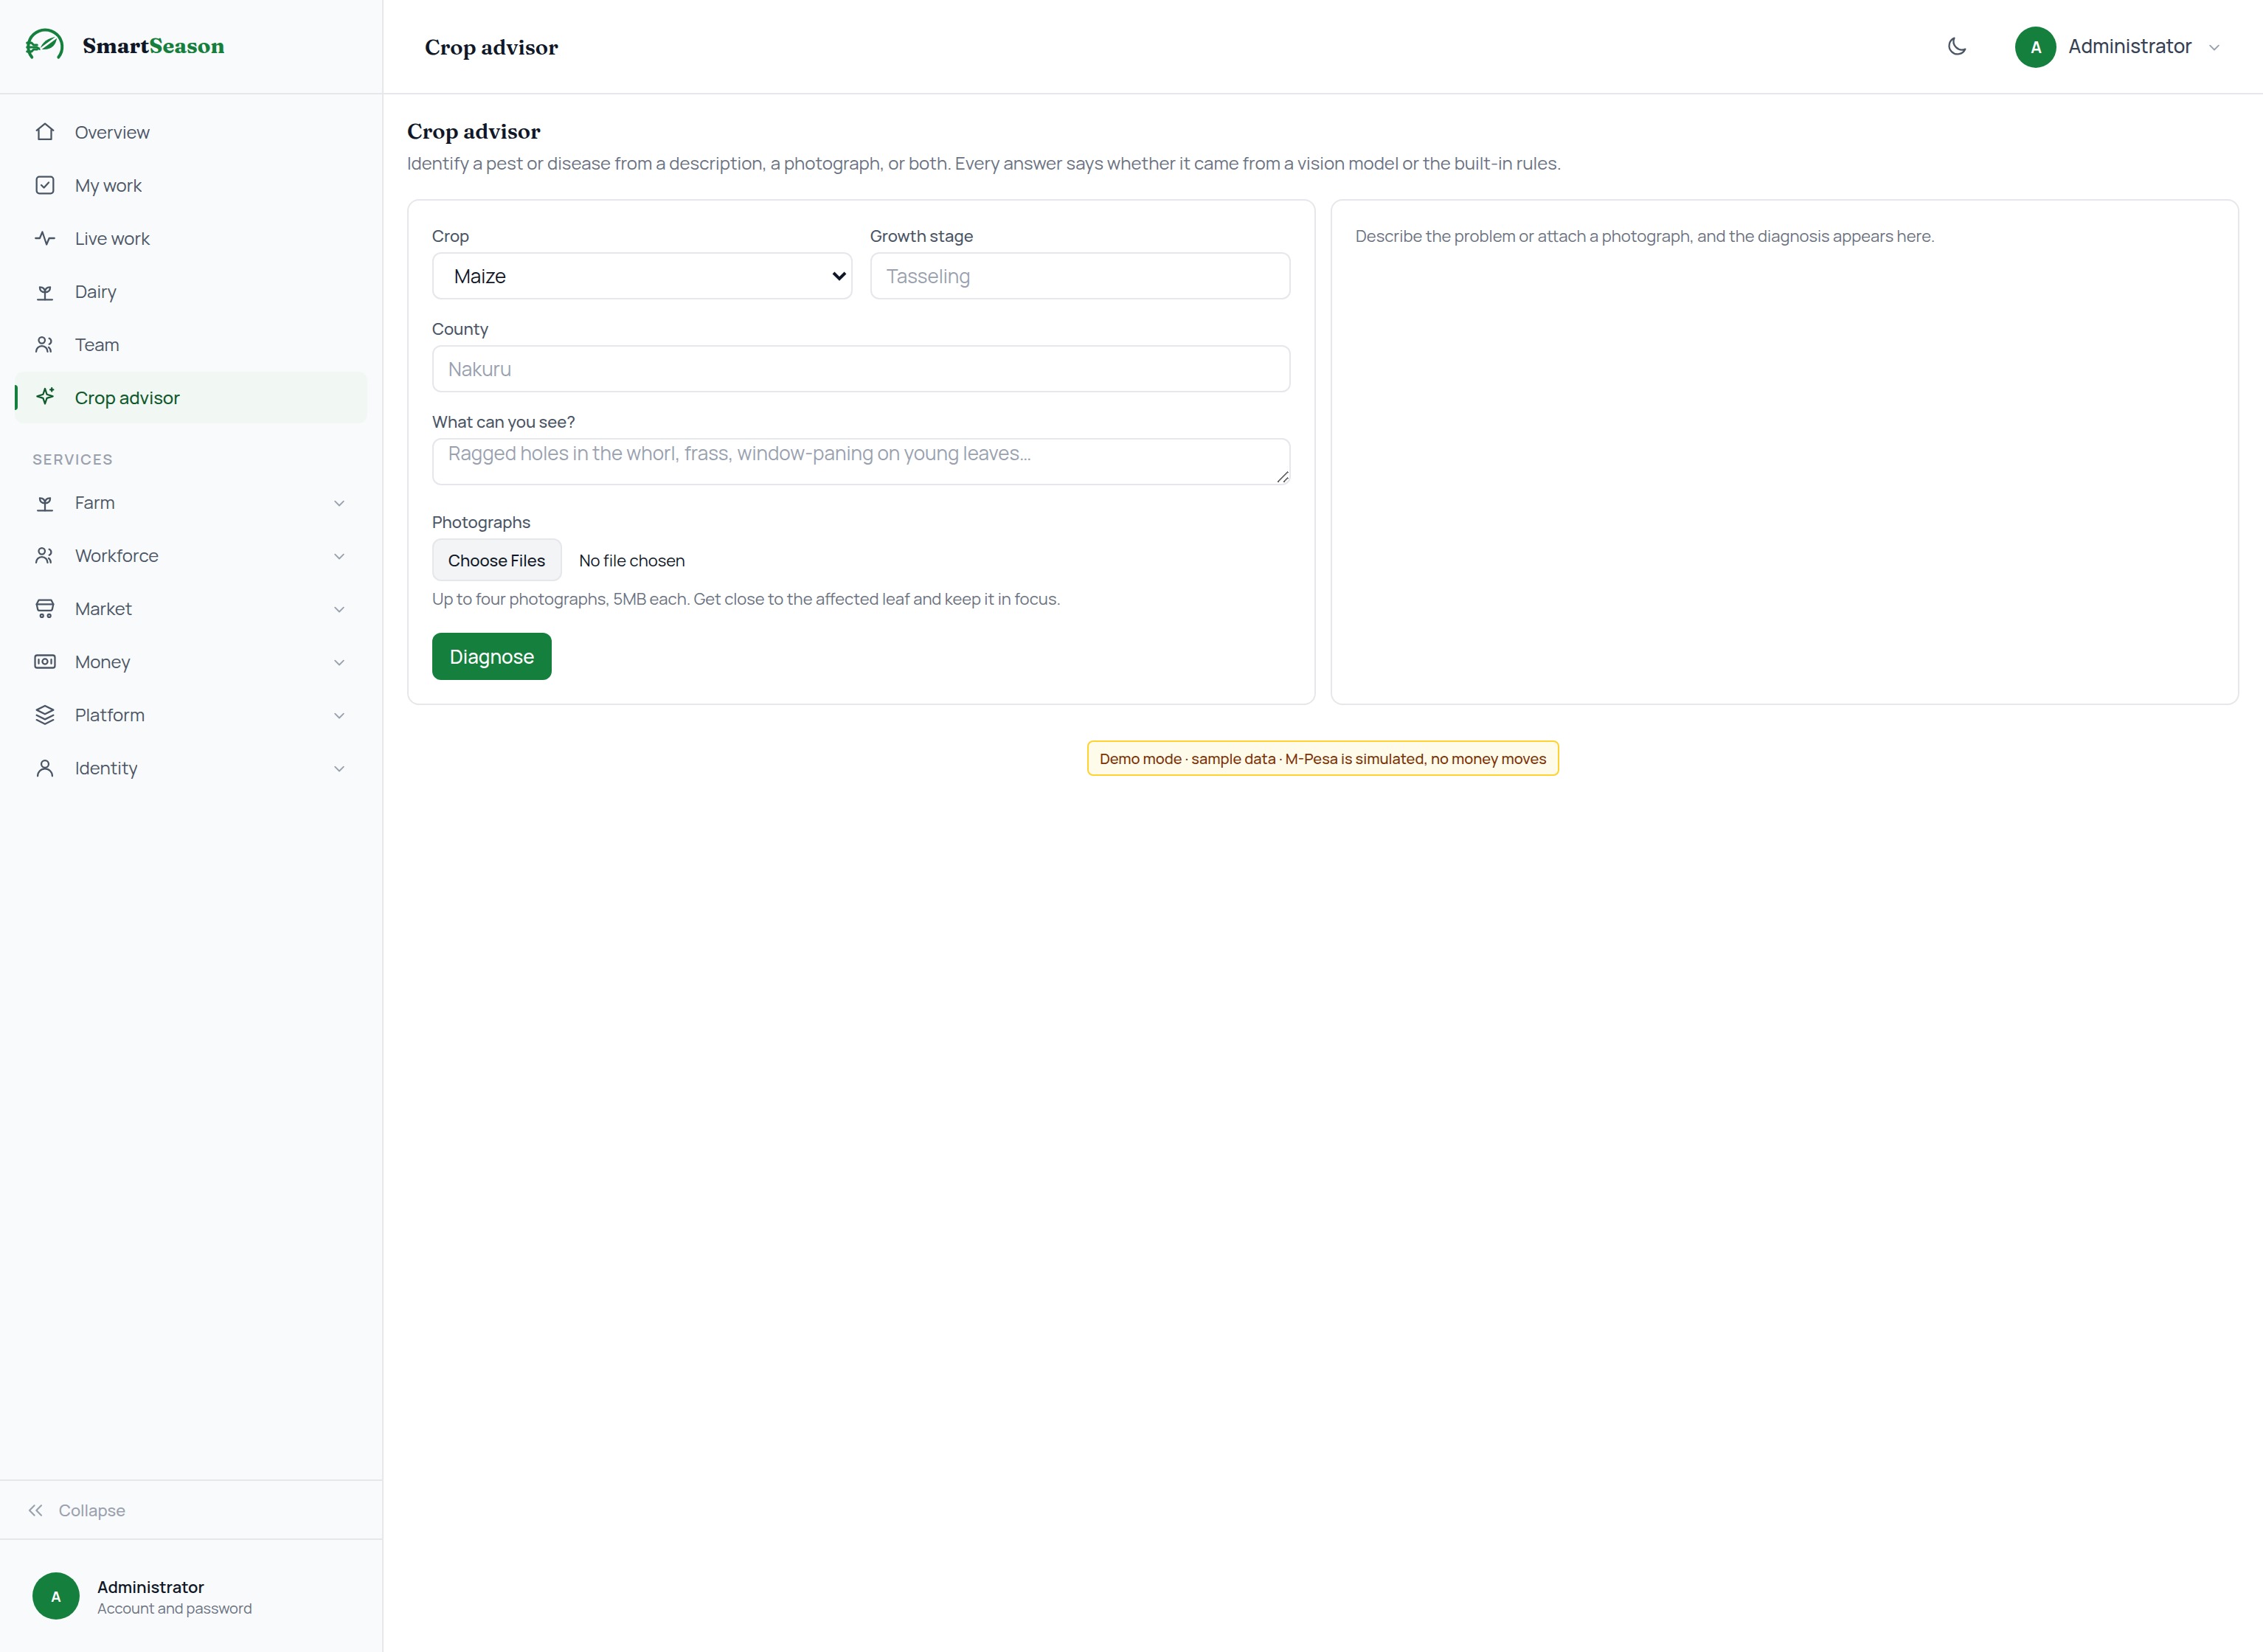 SmartSeason
Crop advisor
A
Administrator
Overview
My work
Live work
Dairy
Team
Crop advisor
SERVICES
Farm
Workforce
Market
Money
Platform
Identity
Collapse
A
Administrator
Account and password
Crop advisor
Identify a pest or disease from a description, a photograph, or both. Every answer says whether it came from a vision model or the built-in rules.
Crop
Growth stage
Maize
Tasseling
County
Nakuru
What can you see?
Ragged holes in the whorl, frass, window-paning on young leaves...
Photographs
Choose Files
No file chosen
Up to four photographs, 5MB each. Get close to the affected leaf and keep it in focus.
Diagnose
Describe the problem or attach a photograph, and the diagnosis appears here.
Demo mode · sample data · M-Pesa is simulated, no money moves